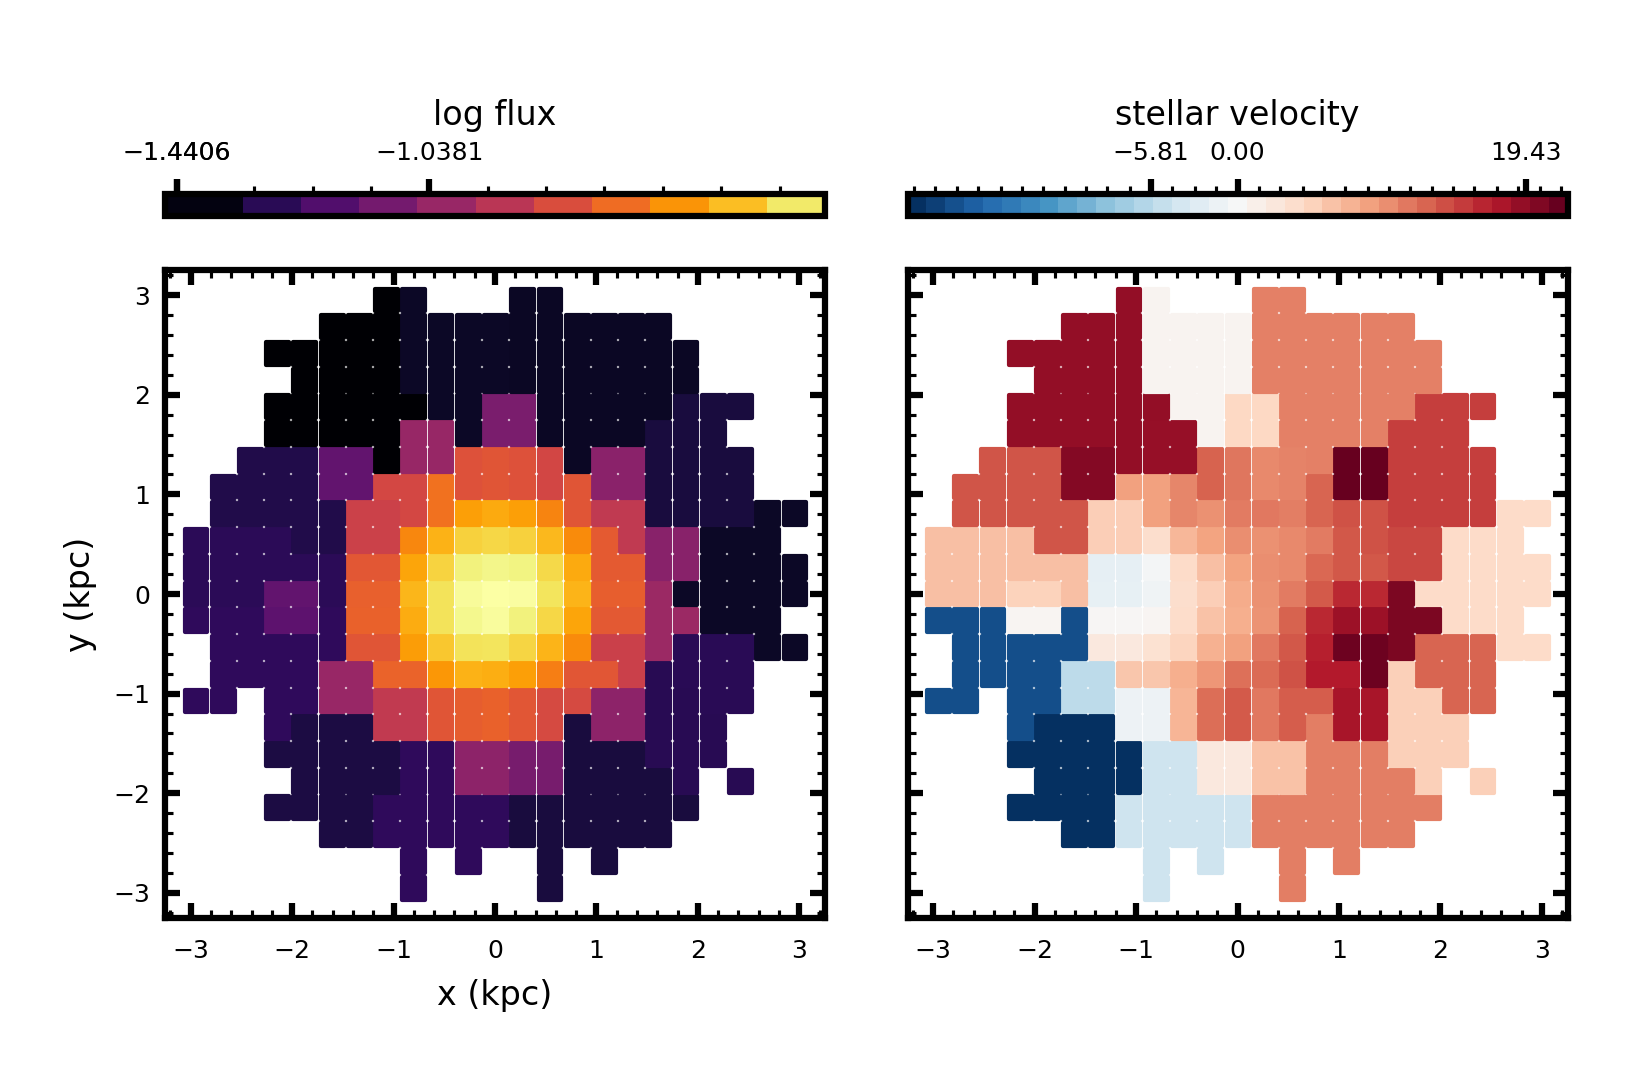 log flux
stellar velocity
−1.4406 −1.0381
−5.81 0.00 19.43
3
2
1
0
−1
−2
−3
y (kpc)
−3 −2 −1 0 1 2 3
−3 −2 −1 0 1 2 3
x (kpc)